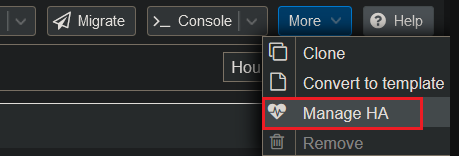 Migrate
>_ Console
More
? Help
Hou
Clone
Convert to template
Manage HA
Remove